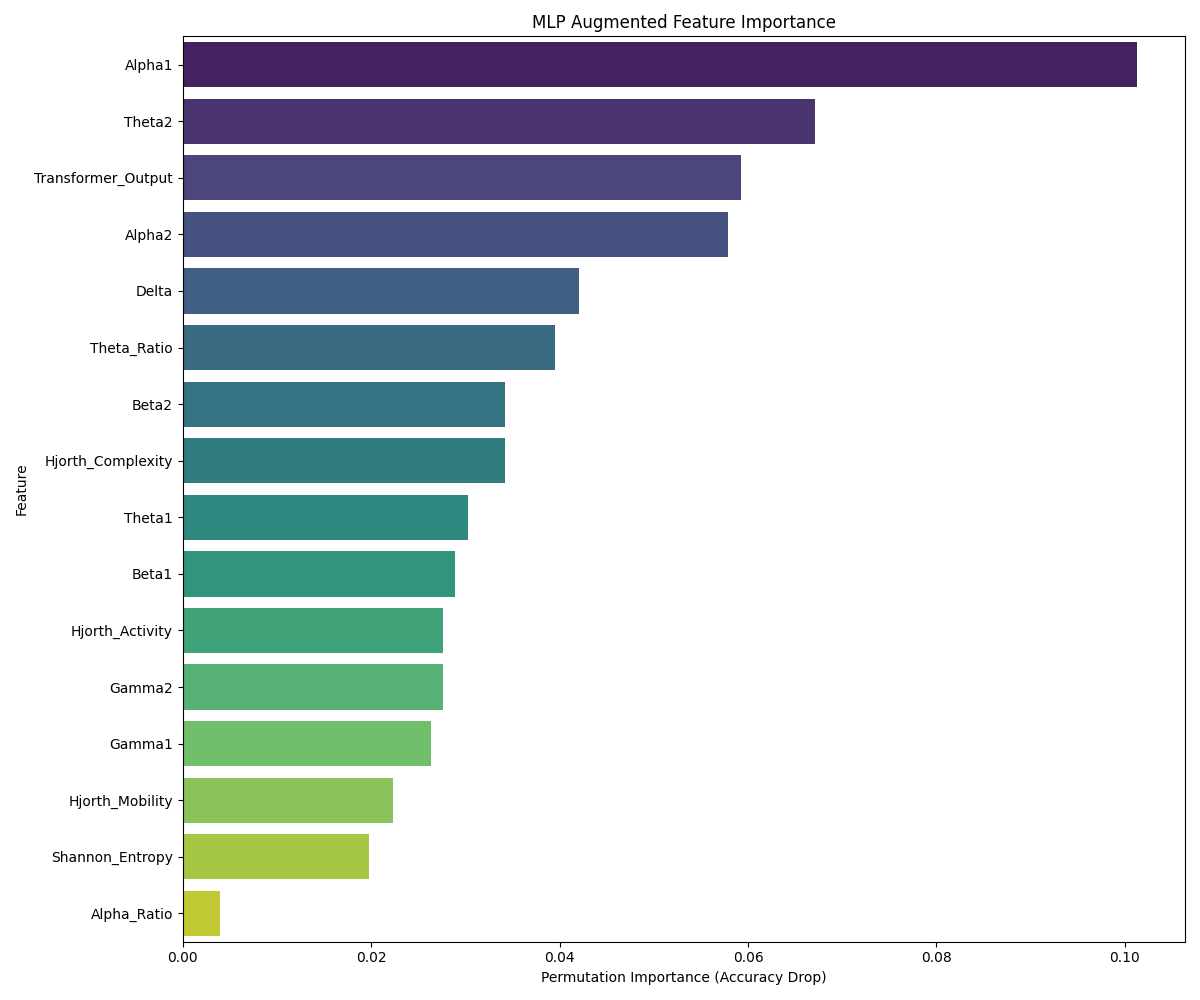 MLP Augmented Feature Importance
Feature
Alpha1
Theta2
Transformer_Output
Alpha2
Delta
Theta_Ratio
Beta2
Hjorth_Complexity
Theta1
Beta1
Hjorth_Activity
Gamma2
Gamma1
Hjorth_Mobility
Shannon_Entropy
Alpha_Ratio
0.00 0.02 0.04 0.06 0.08 0.10
Permutation Importance (Accuracy Drop)